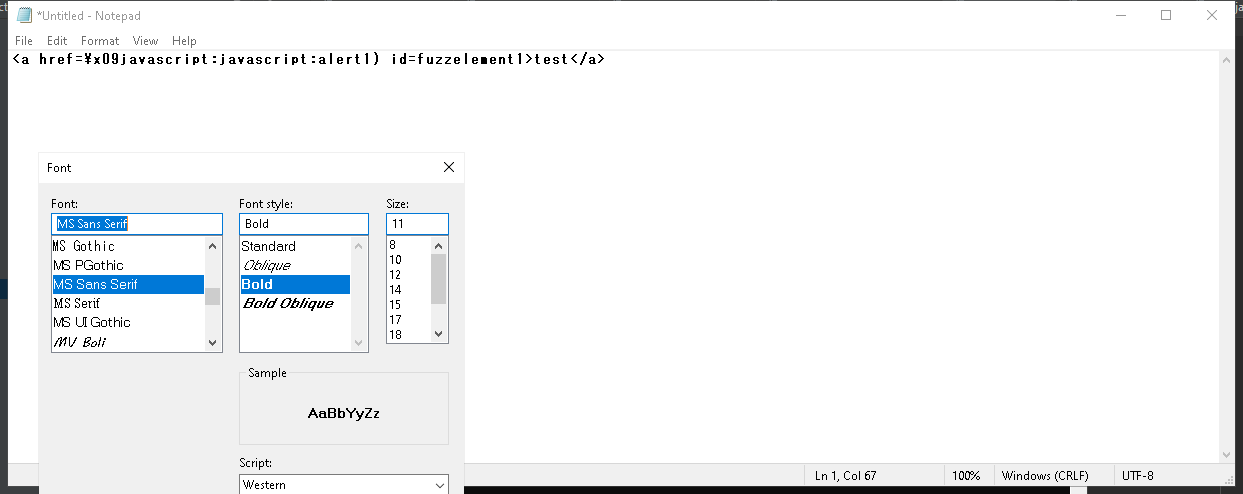 *Untitled - Notepad
File Edit Format View Help
<a href=¥x09javascript:javascript:alert1) id=fuzzelement1>test</a>
Font
Font: Font style: Size:
MS Sans Serif Bold 11
MS Gothic Standard 8
MS PGothic Oblique 10
MS Sans Serif Bold 12
MS Serif Bold Oblique 14
MS UI Gothic 15
MV Boli 17
18
Sample
AaBbYyZz
Script:
Western
Ln 1, Col 67 100% Windows (CRLF) UTF-8